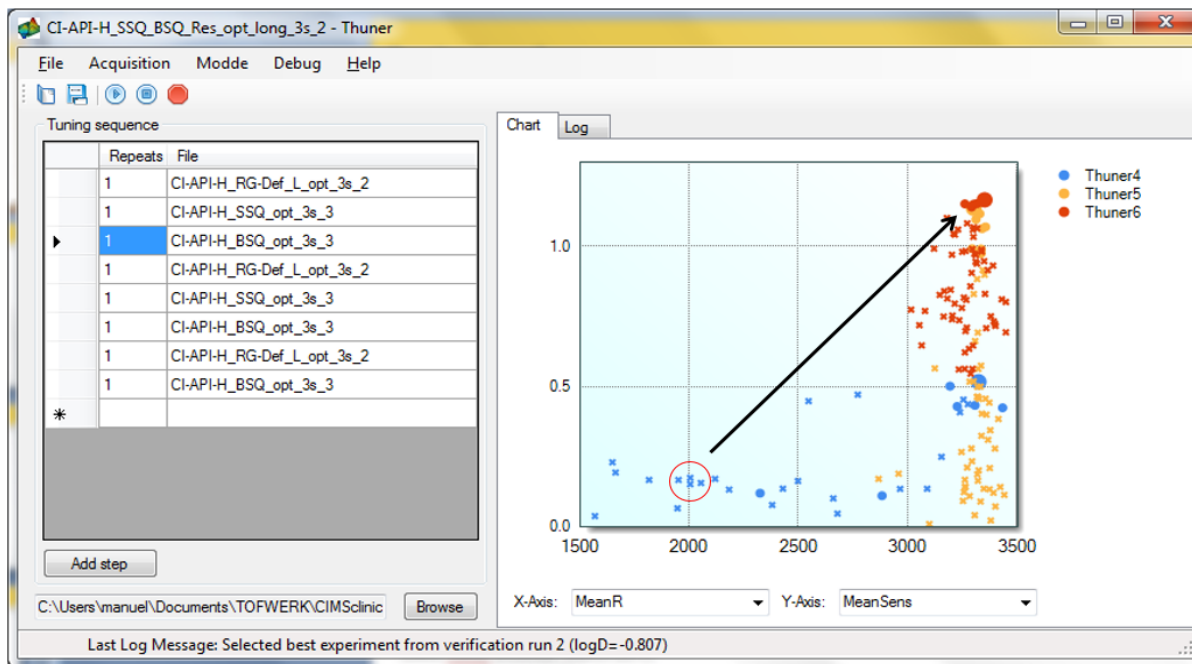 CI-API-H_SSQ_BSQ_Res_opt_long_3s_2 - Thuner
File Acquisition Modde Debug Help
Tuning sequence
Repeats File
1 CI-API-H_RG-Def_L_opt_3s_2
1 CI-API-H_SSQ_opt_3s_3
1 CI-API-H_BSQ_opt_3s_3
1 CI-API-H_RG-Def_L_opt_3s_2
1 CI-API-H_SSQ_opt_3s_3
1 CI-API-H_BSQ_opt_3s_3
1 CI-API-H_RG-Def_L_opt_3s_2
1 CI-API-H_BSQ_opt_3s_3
Add step
C:\Users\manuel\Documents\TOFWERK\CIMSclinic Browse
Chart Log
Thuner4
Thuner5
Thuner6
1.0
0.5
0.0
1500 2000 2500 3000 3500
X-Axis: MeanR Y-Axis: MeanSens
Last Log Message: Selected best experiment from verification run 2 (logD=-0.807)